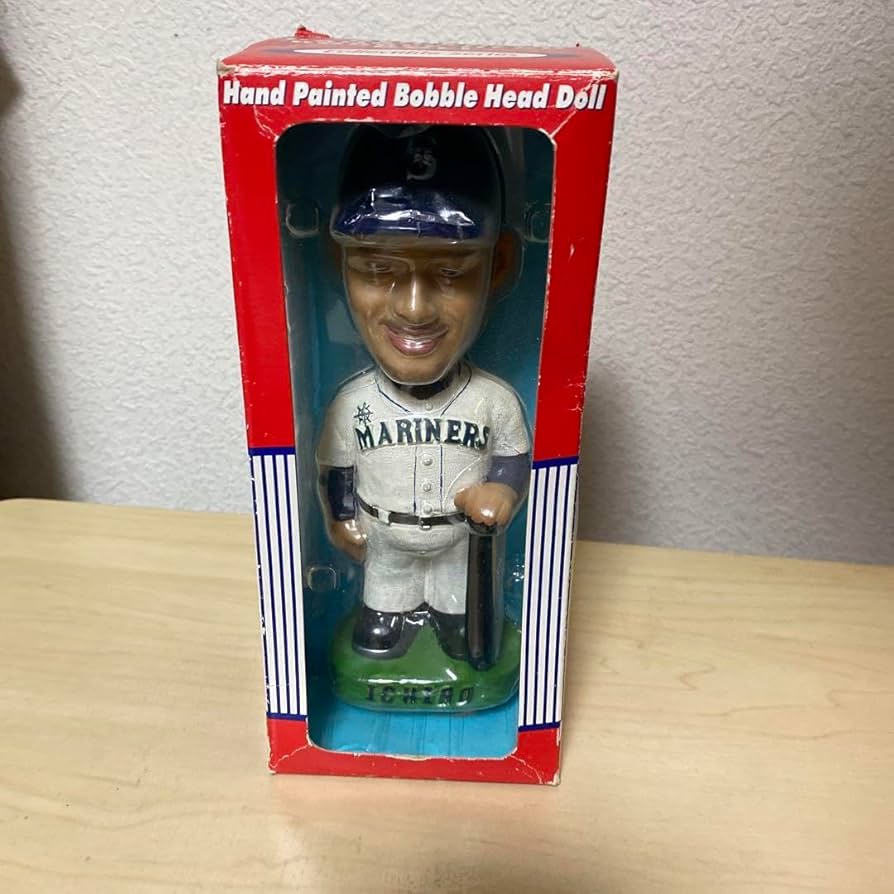 Hand Painted Bobble Head Doll
S
MARINERS
ICHIRO